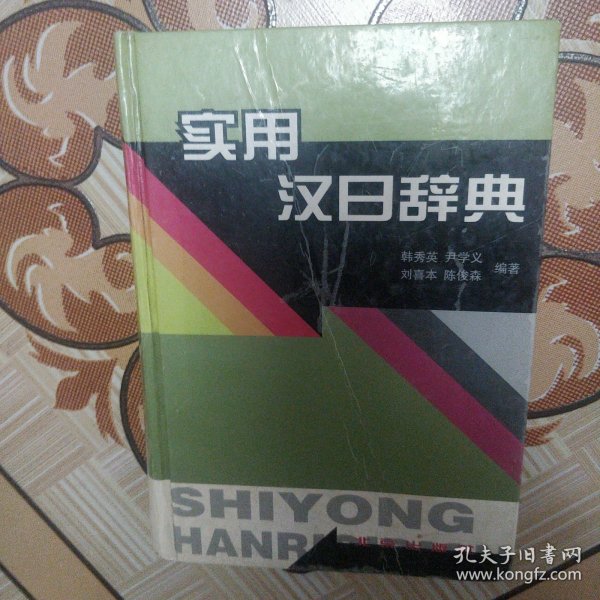 实用
汉日辞典
韩秀英 尹学义
刘喜本 陈俊森 编著
SHIYONG
孔夫子旧书网
www.kongfz.com